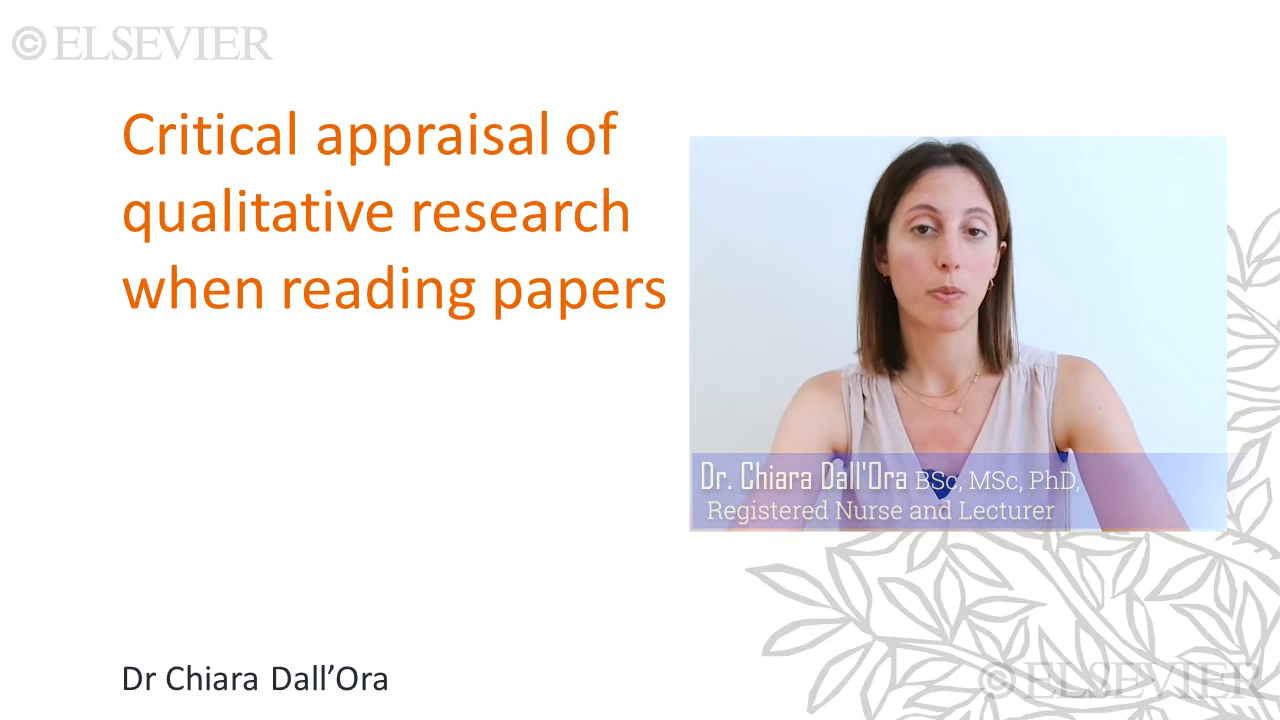 © ELSEVIER
Critical appraisal of
qualitative research
when reading papers
Dr. Chiara Dall'Ora BSc, MSc, PhD,
Registered Nurse and Lecturer
Dr Chiara Dall’Ora
© ELSEVIER